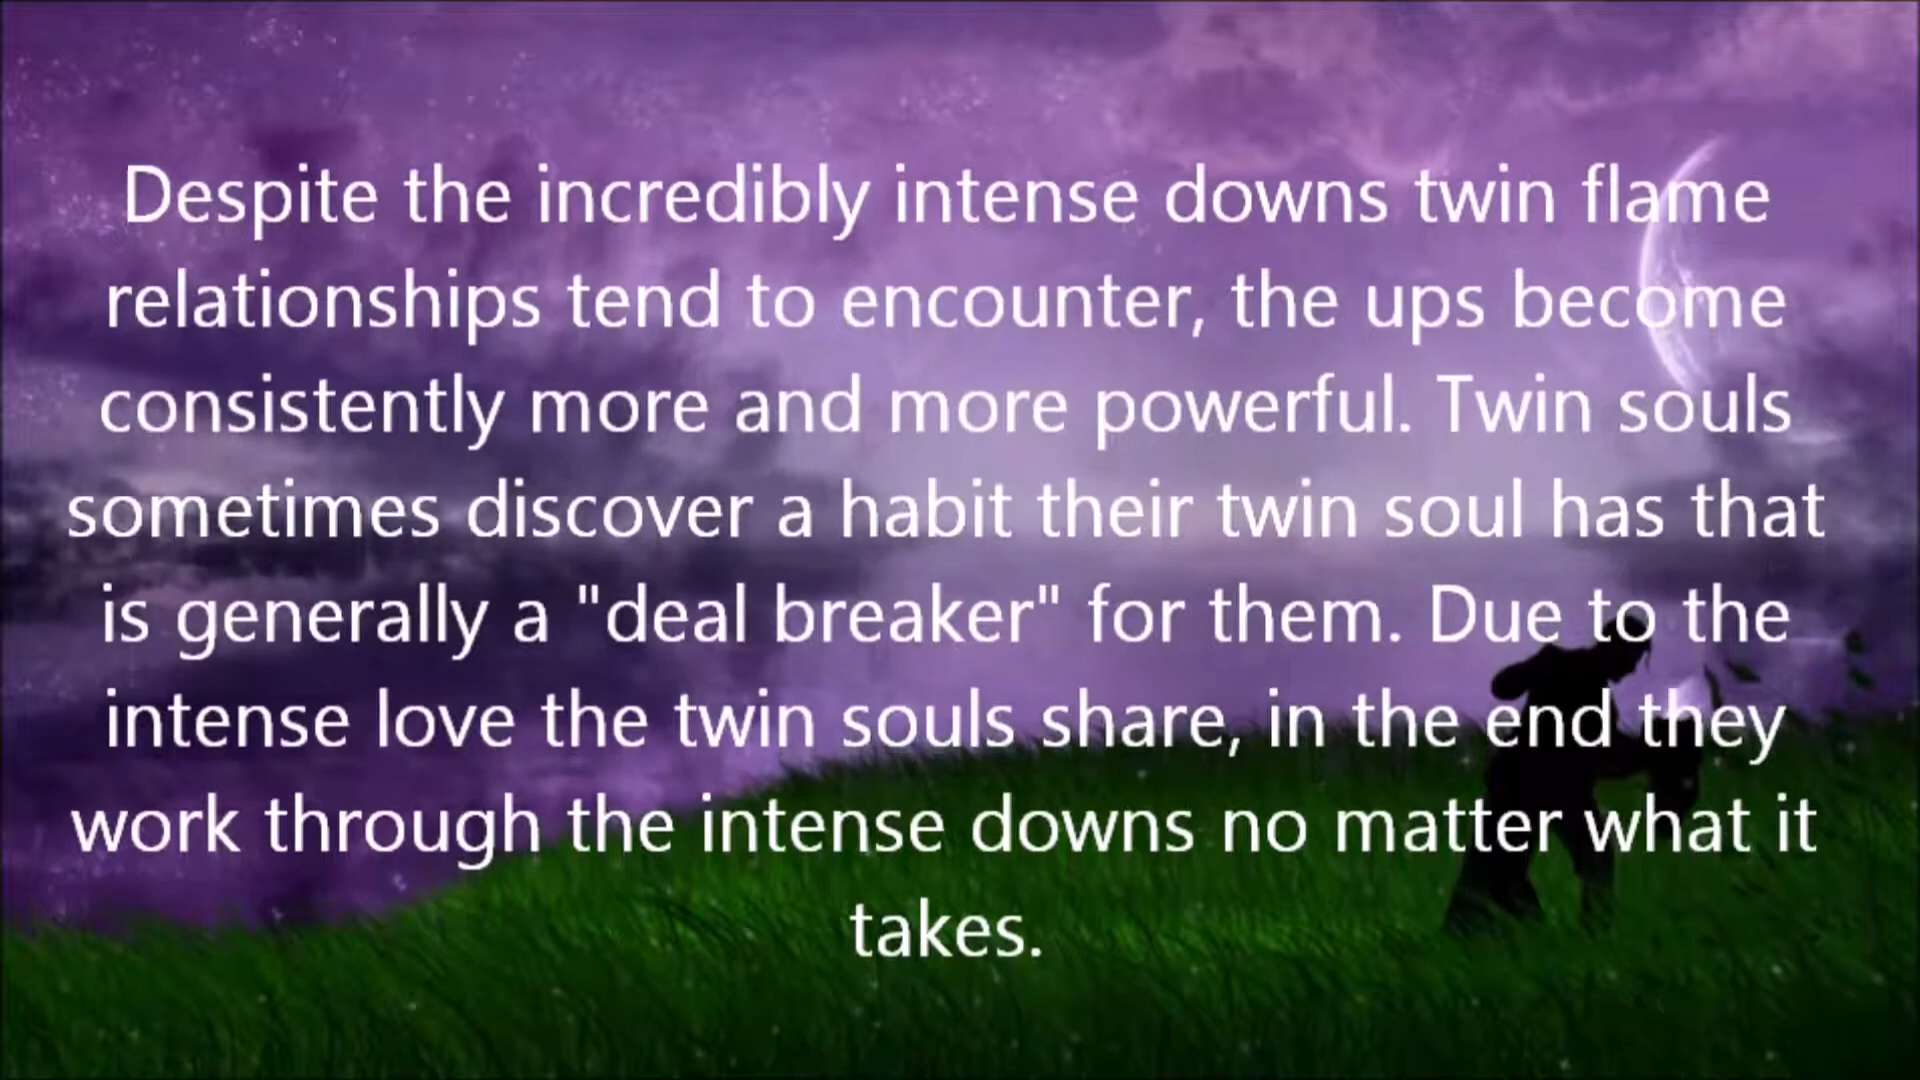 Despite the incredibly intense downs twin flame
relationships tend to encounter, the ups become
consistently more and more powerful. Twin souls
sometimes discover a habit their twin soul has that
is generally a "deal breaker" for them. Due to the
intense love the twin souls share, in the end they
work through the intense downs no matter what it
takes.